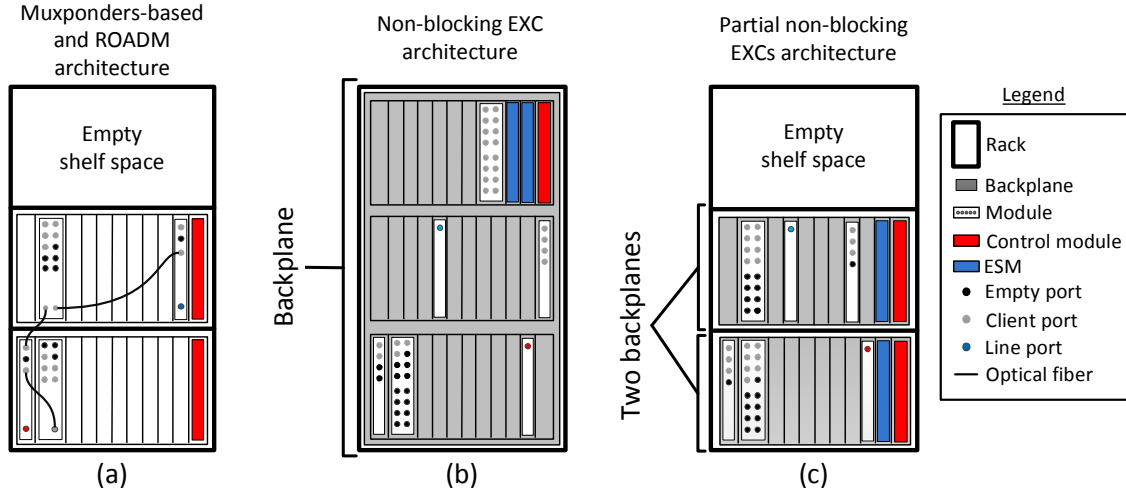 Muxponders-based
and ROADM
architecture
Empty
shelf space
(a)
Non-blocking EXC
architecture
Backplane
(b)
Partial non-blocking
EXCs architecture
Empty
shelf space
Two backplanes
(c)
Legend
Rack
Backplane
Module
Control module
ESM
Empty port
Client port
Line port
Optical fiber